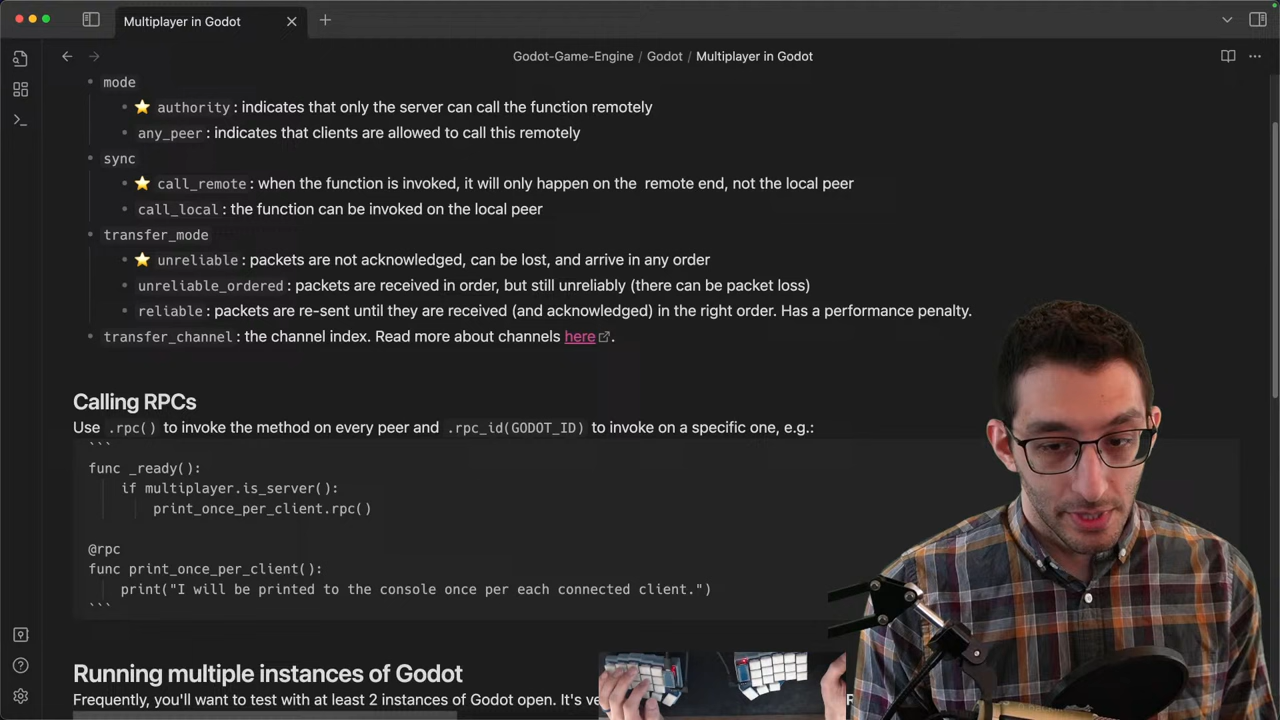 Multiplayer in Godot
Godot-Game-Engine / Godot / Multiplayer in Godot
mode
authority: indicates that only the server can call the function remotely
any_peer: indicates that clients are allowed to call this remotely
sync
call_remote: when the function is invoked, it will only happen on the remote end, not the local peer
call_local: the function can be invoked on the local peer
transfer_mode
unreliable: packets are not acknowledged, can be lost, and arrive in any order
unreliable_ordered: packets are received in order, but still unreliably (there can be packet loss)
reliable: packets are re-sent until they are received (and acknowledged) in the right order. Has a performance penalty.
transfer_channel: the channel index. Read more about channels here.
Calling RPCs
Use .rpc() to invoke the method on every peer and .rpc_id(GODOT_ID) to invoke on a specific one, e.g.:
```
func _ready():
if multiplayer.is_server():
print_once_per_client.rpc()
@rpc
func print_once_per_client():
print("I will be printed to the console once per each connected client.")
```
Running multiple instances of Godot
Frequently, you'll want to test with at least 2 instances of Godot open. It's